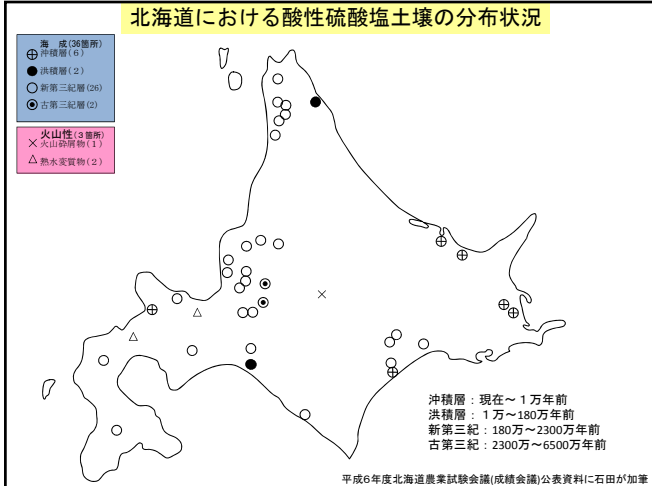 北海道における酸性硫酸塩土壌の分布状況
海 成(36箇所)
沖積層(6)
洪積層(2)
新第三紀層(26)
古第三紀層(2)
火山性(3箇所)
火山砕屑物(1)
熱水変質物(2)
沖積層:現在~1万年前
洪積層:1万~180万年前
新第三紀:180万~2300万年前
古第三紀:2300万~6500万年前
平成6年度北海道農業試験会議(成績会議)公表資料に石田が加筆